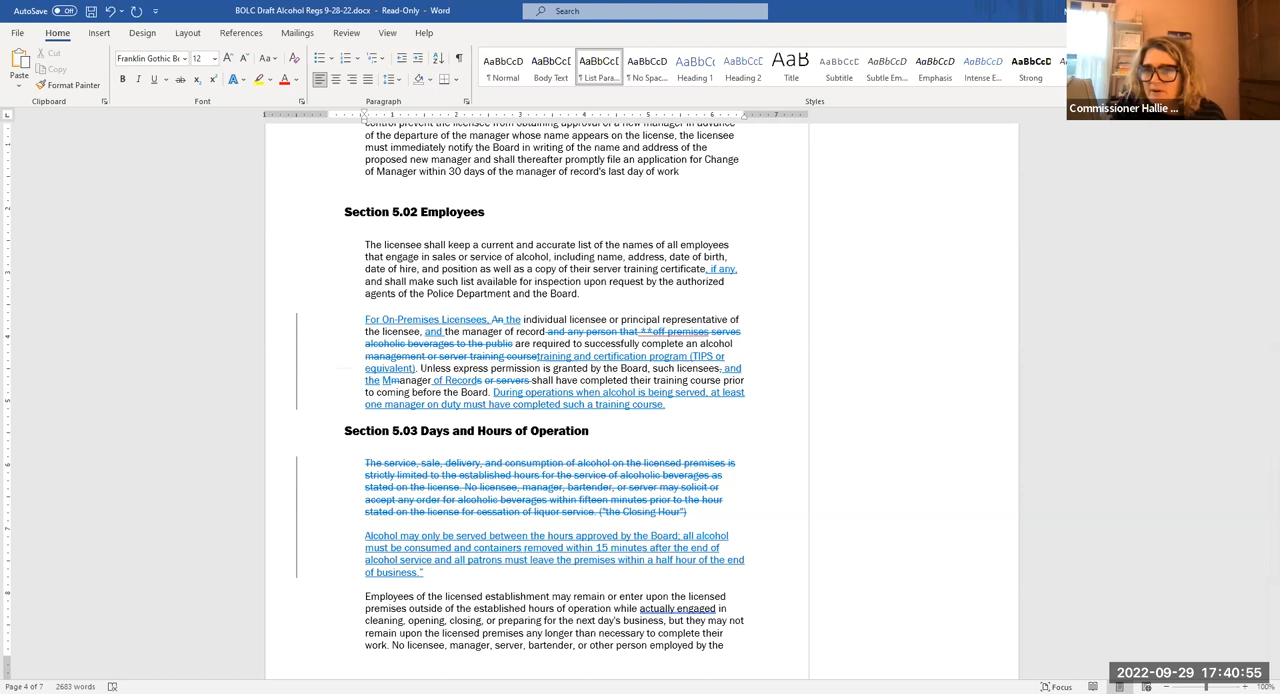 AutoSave Off BOLC Draft Alcohol Regs 9-28-22.docx - Read-Only - Word Search
File Home Insert Design Layout References Mailings Review View Help
Paste Cut Copy Format Painter
Franklin Gothic B 12
AaBbCcD AaBbCcD AaBbCcD AaBbCcD AaBbC AaBbCcD AaB AaBbCcD AaBbCcD AaBbCcD AaBbCcD AaBbCcD
¶ Normal Body Text ¶ List Para... ¶ No Spac... Heading 1 Heading 2 Title Subtitle Subtle Em... Emphasis Intense E... Strong
Clipboard Font Paragraph Styles
Commissioner Hallie ...
of the departure of the manager whose name appears on the license, the licensee
must immediately notify the Board in writing of the name and address of the
proposed new manager and shall thereafter promptly file an application for Change
of Manager within 30 days of the manager of record's last day of work
Section 5.02 Employees
The licensee shall keep a current and accurate list of the names of all employees
that engage in sales or service of alcohol, including name, address, date of birth,
date of hire, and position as well as a copy of their server training certificate, if any,
and shall make such list available for inspection upon request by the authorized
agents of the Police Department and the Board.
For On-Premises Licensees, An the individual licensee or principal representative of
the licensee, and the manager of record and any person that **off-premises serves
alcoholic beverages to the public are required to successfully complete an alcohol
management or server training coursetraining and certification program (TIPS or
equivalent). Unless express permission is granted by the Board, such licensees, and
the Mmanager of Records or servers shall have completed their training course prior
to coming before the Board. During operations when alcohol is being served, at least
one manager on duty must have completed such a training course.
Section 5.03 Days and Hours of Operation
The service, sale, delivery, and consumption of alcohol on the licensed premises is
strictly limited to the established hours for the service of alcoholic beverages as
stated on the license. No licensee, manager, bartender, or server may solicit or
accept any order for alcoholic beverages within fifteen minutes prior to the hour
stated on the license for cessation of liquor service. ("the Closing Hour")
Alcohol may only be served between the hours approved by the Board; all alcohol
must be consumed and containers removed within 15 minutes after the end of
alcohol service and all patrons must leave the premises within a half hour of the end
of business."
Employees of the licensed establishment may remain or enter upon the licensed
premises outside of the established hours of operation while actually engaged in
cleaning, opening, closing, or preparing for the next day's business, but they may not
remain upon the licensed premises any longer than necessary to complete their
work. No licensee, manager, server, bartender, or other person employed by the
2022-09-29 17:40:55
Page 4 of 7 2683 words Focus 100%